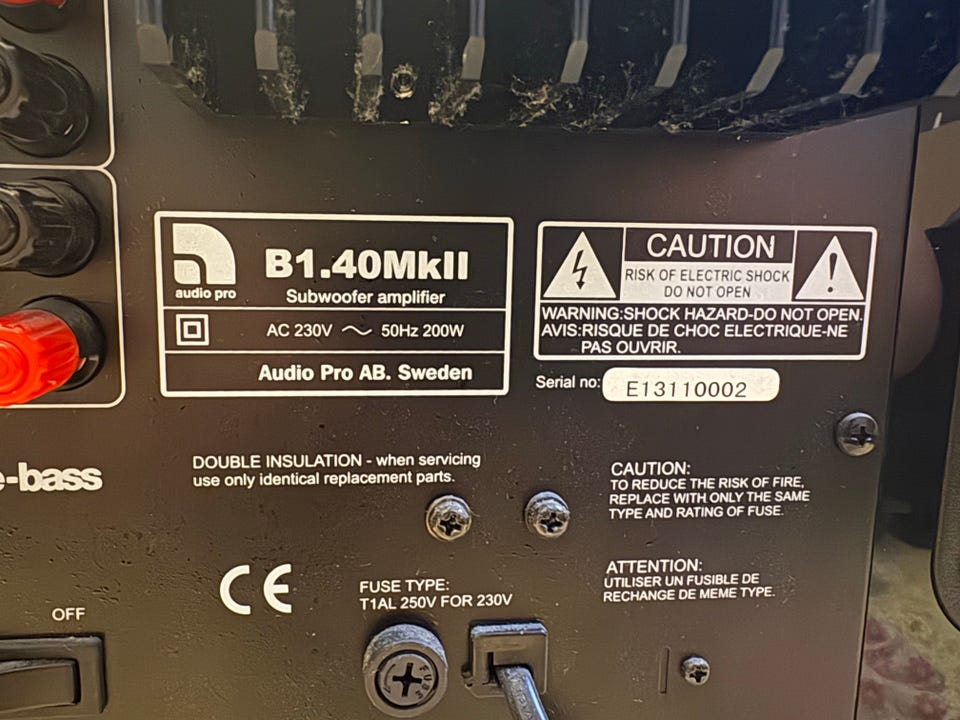 audio pro
B1.40MkII
Subwoofer amplifier
AC 230V ~ 50Hz 200W
Audio Pro AB. Sweden
CAUTION
RISK OF ELECTRIC SHOCK
DO NOT OPEN
WARNING:SHOCK HAZARD-DO NOT OPEN.
AVIS:RISQUE DE CHOC ELECTRIQUE-NE
PAS OUVRIR.
Serial no: E13110002
e-bass
DOUBLE INSULATION - when servicing
use only identical replacement parts.
CAUTION:
TO REDUCE THE RISK OF FIRE,
REPLACE WITH ONLY THE SAME
TYPE AND RATING OF FUSE.
CE
FUSE TYPE:
T1AL 250V FOR 230V
ATTENTION:
UTILISER UN FUSIBLE DE
RECHANGE DE MEME TYPE.
OFF
FUSE